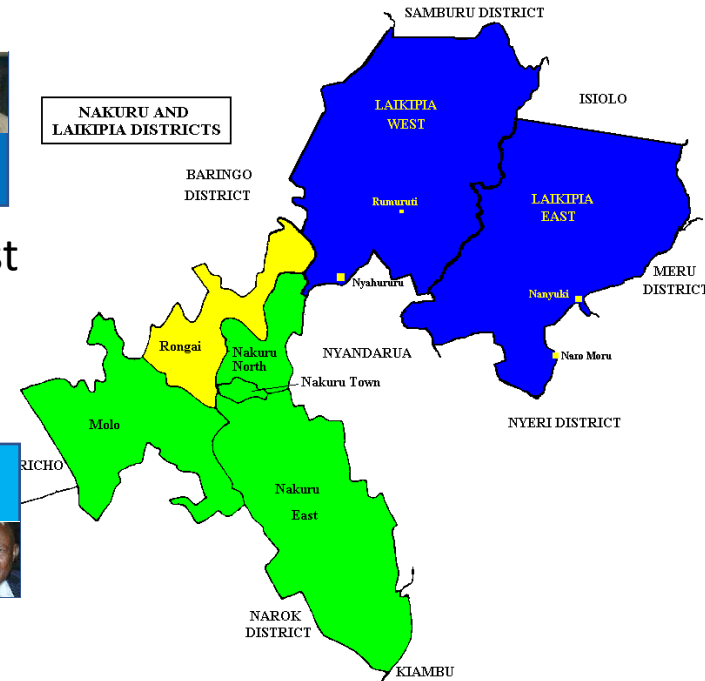 SAMBURU DISTRICT
NAKURU AND
LAIKIPIA DISTRICTS
LAIKIPIA
WEST
ISIOLO
BARINGO
DISTRICT
Rumuruti
LAIKIPIA
EAST
st
MERU
DISTRICT
Nyahururu
Nanyuki
Rongai
Nakuru
North
NYANDARUA
Naro Moru
Nakuru Town
NYERI DISTRICT
Molo
RICHO
Nakuru
East
NAROK
DISTRICT
KIAMBU